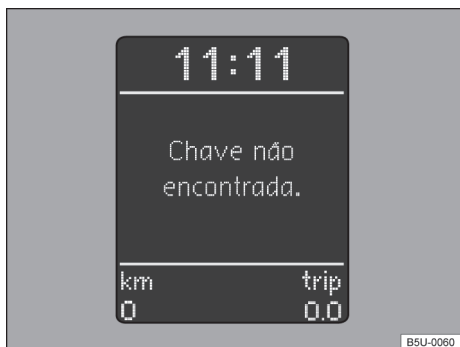 11:11
Chave não
encontrada.
km trip
0 0.0
B5U-0060